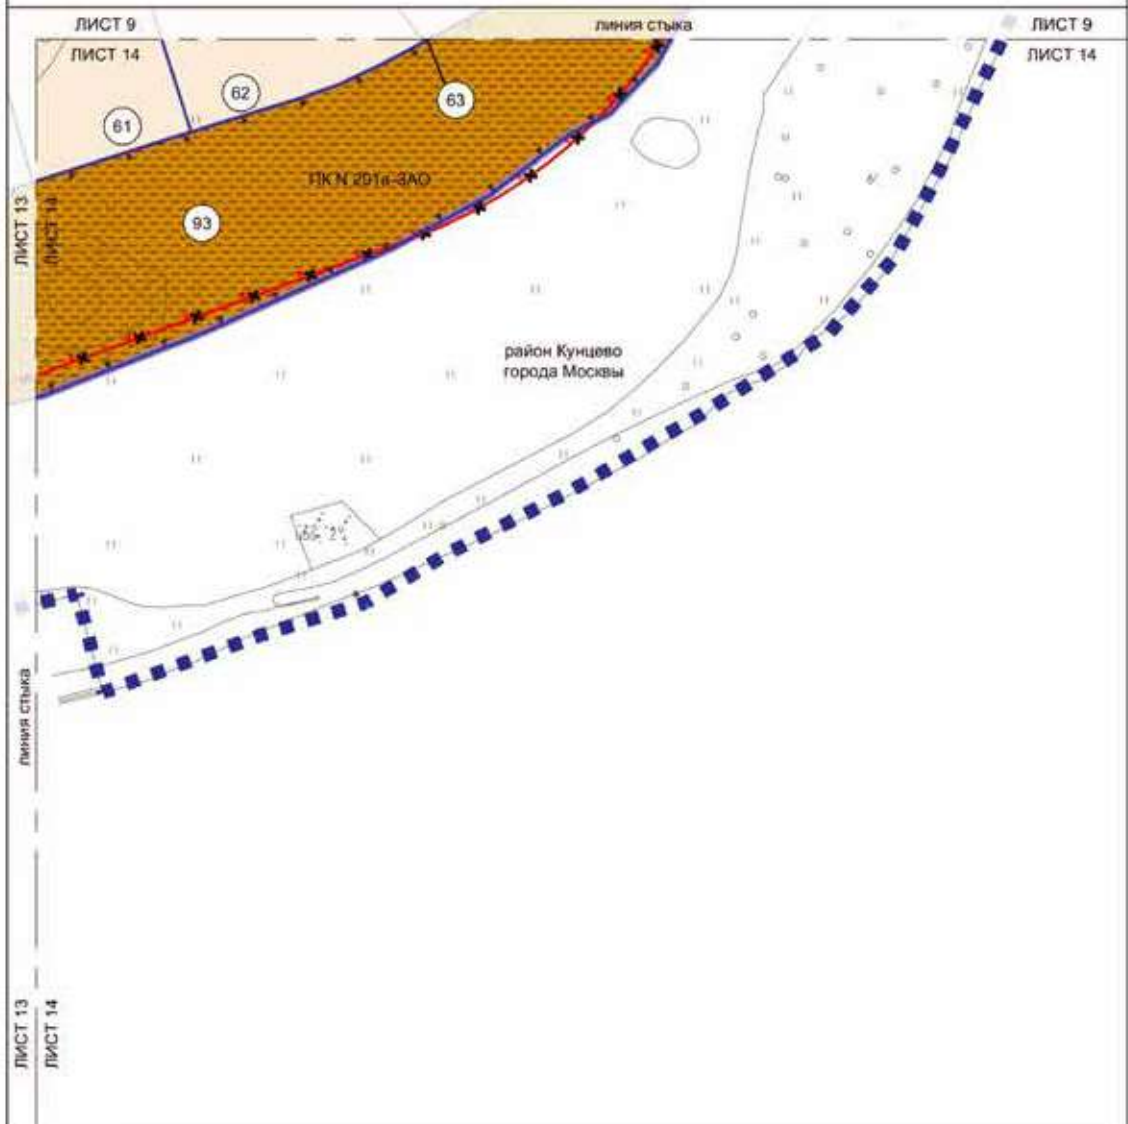 ЛИСТ 9
линия стыка
ЛИСТ 9
ЛИСТ 14
ЛИСТ 14
62
63
61
ПК N 201а-ЗАО
93
ЛИСТ 13
ЛИСТ 14
район Кунцево
города Москвы
линия стыка
ЛИСТ 13
ЛИСТ 14